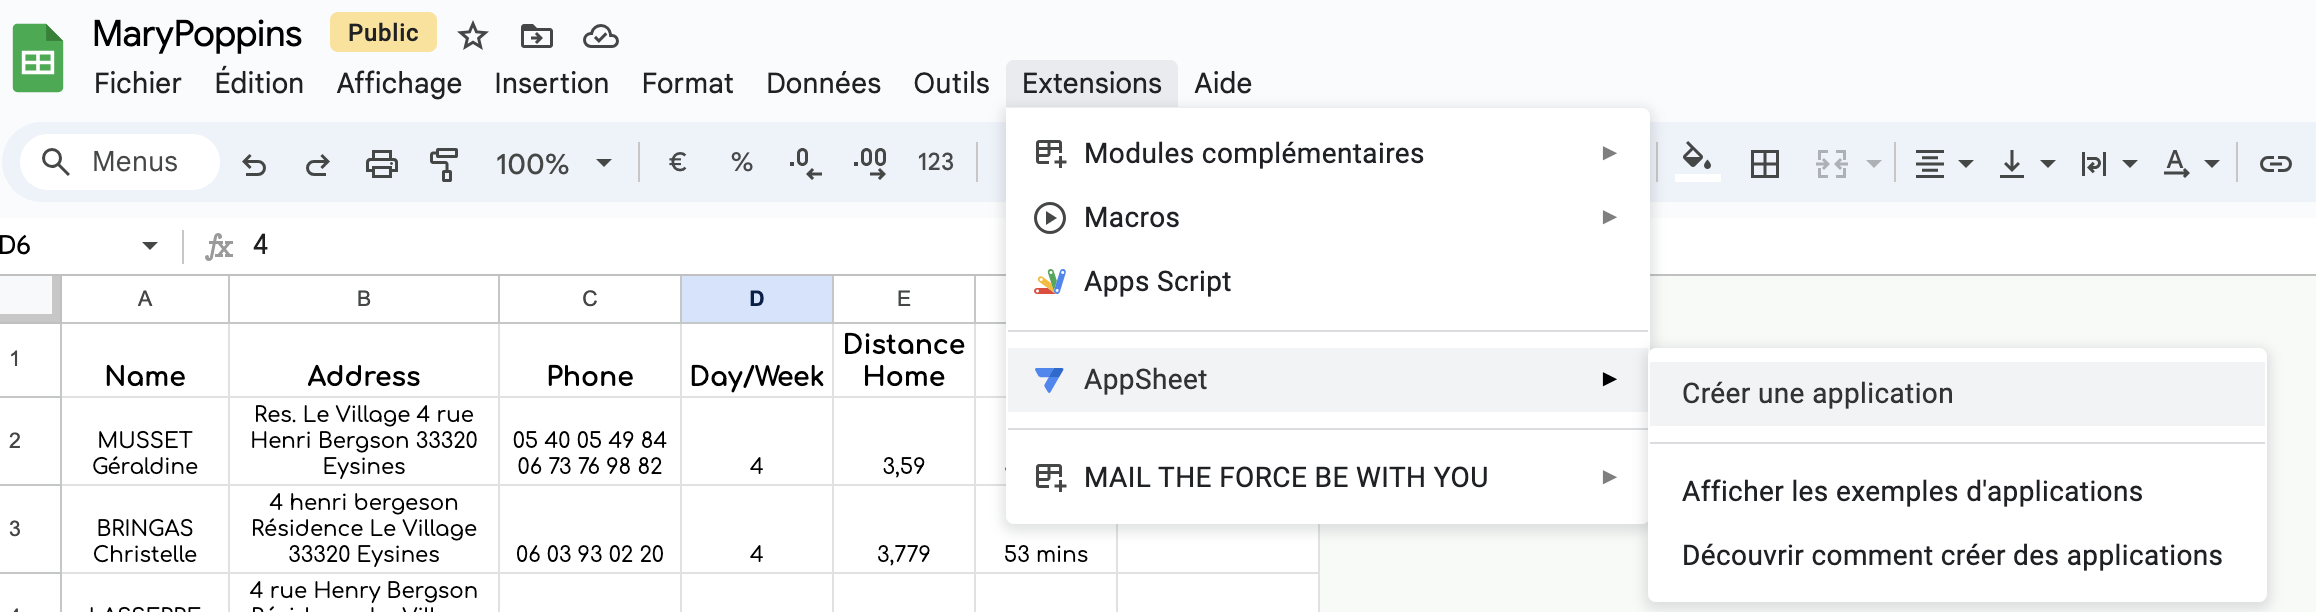 MaryPoppins Public
Fichier Édition Affichage Insertion Format Données Outils Extensions Aide
Menus 100% € % .0 .00 123
Modules complémentaires
Macros
Apps Script
AppSheet
MAIL THE FORCE BE WITH YOU
Créer une application
Afficher les exemples d'applications
Découvrir comment créer des applications
D6 fx 4
A B C D E
1 Name Address Phone Day/Week Distance Home
2 MUSSET Géraldine
Res. Le Village 4 rue
Henri Bergson 33320
Eysines
05 40 05 49 84
06 73 76 98 82
4
3,59
3 BRINGAS Christelle
4 henri bergeson
Résidence Le Village
33320 Eysines
06 03 93 02 20
4
3,779
53 mins
4 rue Henry Bergson